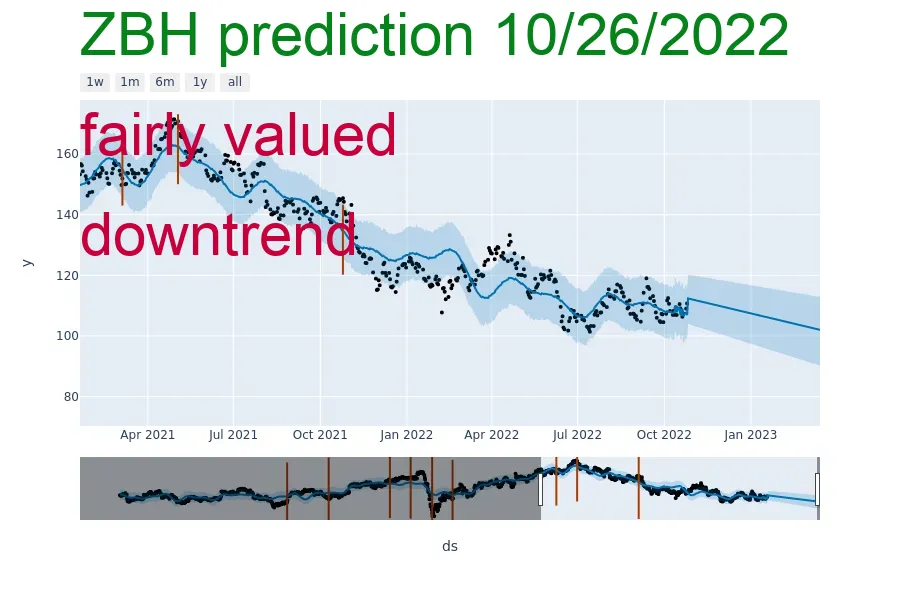 ZBH prediction 10/26/2022
1w 1m 6m 1y all
fairly valued
160
140
downtrend
y
120
100
80
Apr 2021 Jul 2021 Oct 2021 Jan 2022 Apr 2022 Jul 2022 Oct 2022 Jan 2023
ds